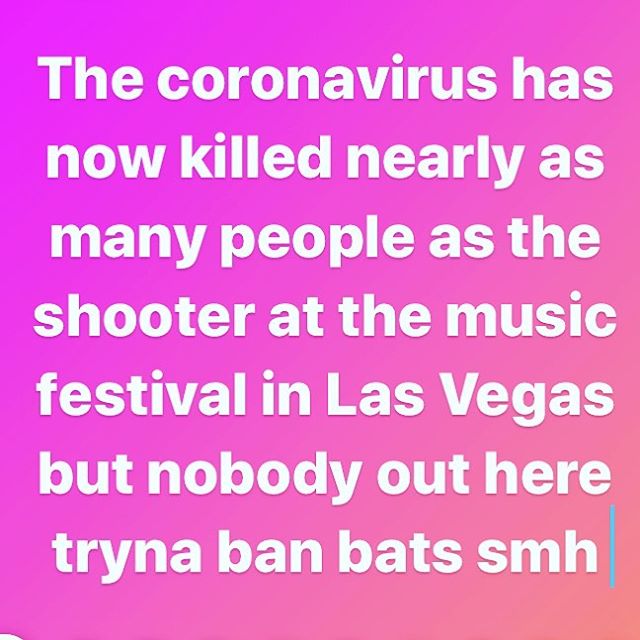 The coronavirus has
now killed nearly as
many people as the
shooter at the music
festival in Las Vegas
but nobody out here
tryna ban bats smh